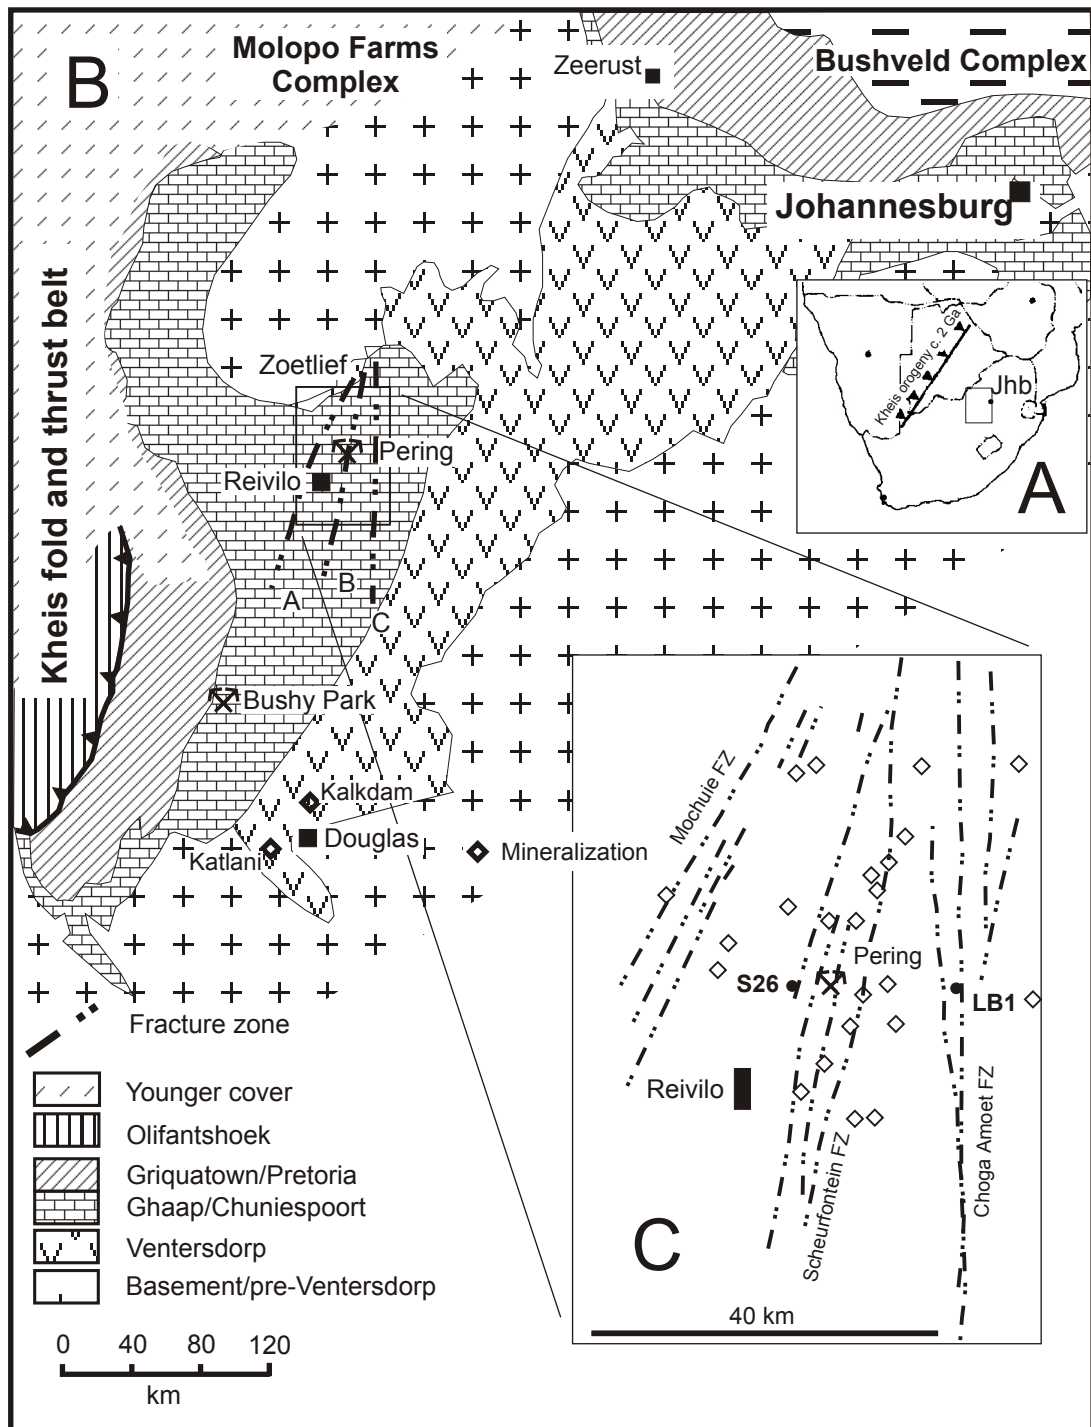 B
Molopo Farms
Complex
Zeerust
Bushveld Complex
Johannesburg
Kheis fold and thrust belt
Kheis orogeny c. 2 Ga
Jhb
A
Zoetlief
Pering
Reivilo
A
B
C
Bushy Park
Kalkdam
Douglas
Katlani
Mineralization
Mochuie FZ
Pering
S26
LB1
Reivilo
Scheurfontein FZ
Choga Amoet FZ
C
40 km
Fracture zone
Younger cover
Olifantshoek
Griquatown/Pretoria
Ghaap/Chuniespoort
Ventersdorp
Basement/pre-Ventersdorp
0 40 80 120
km